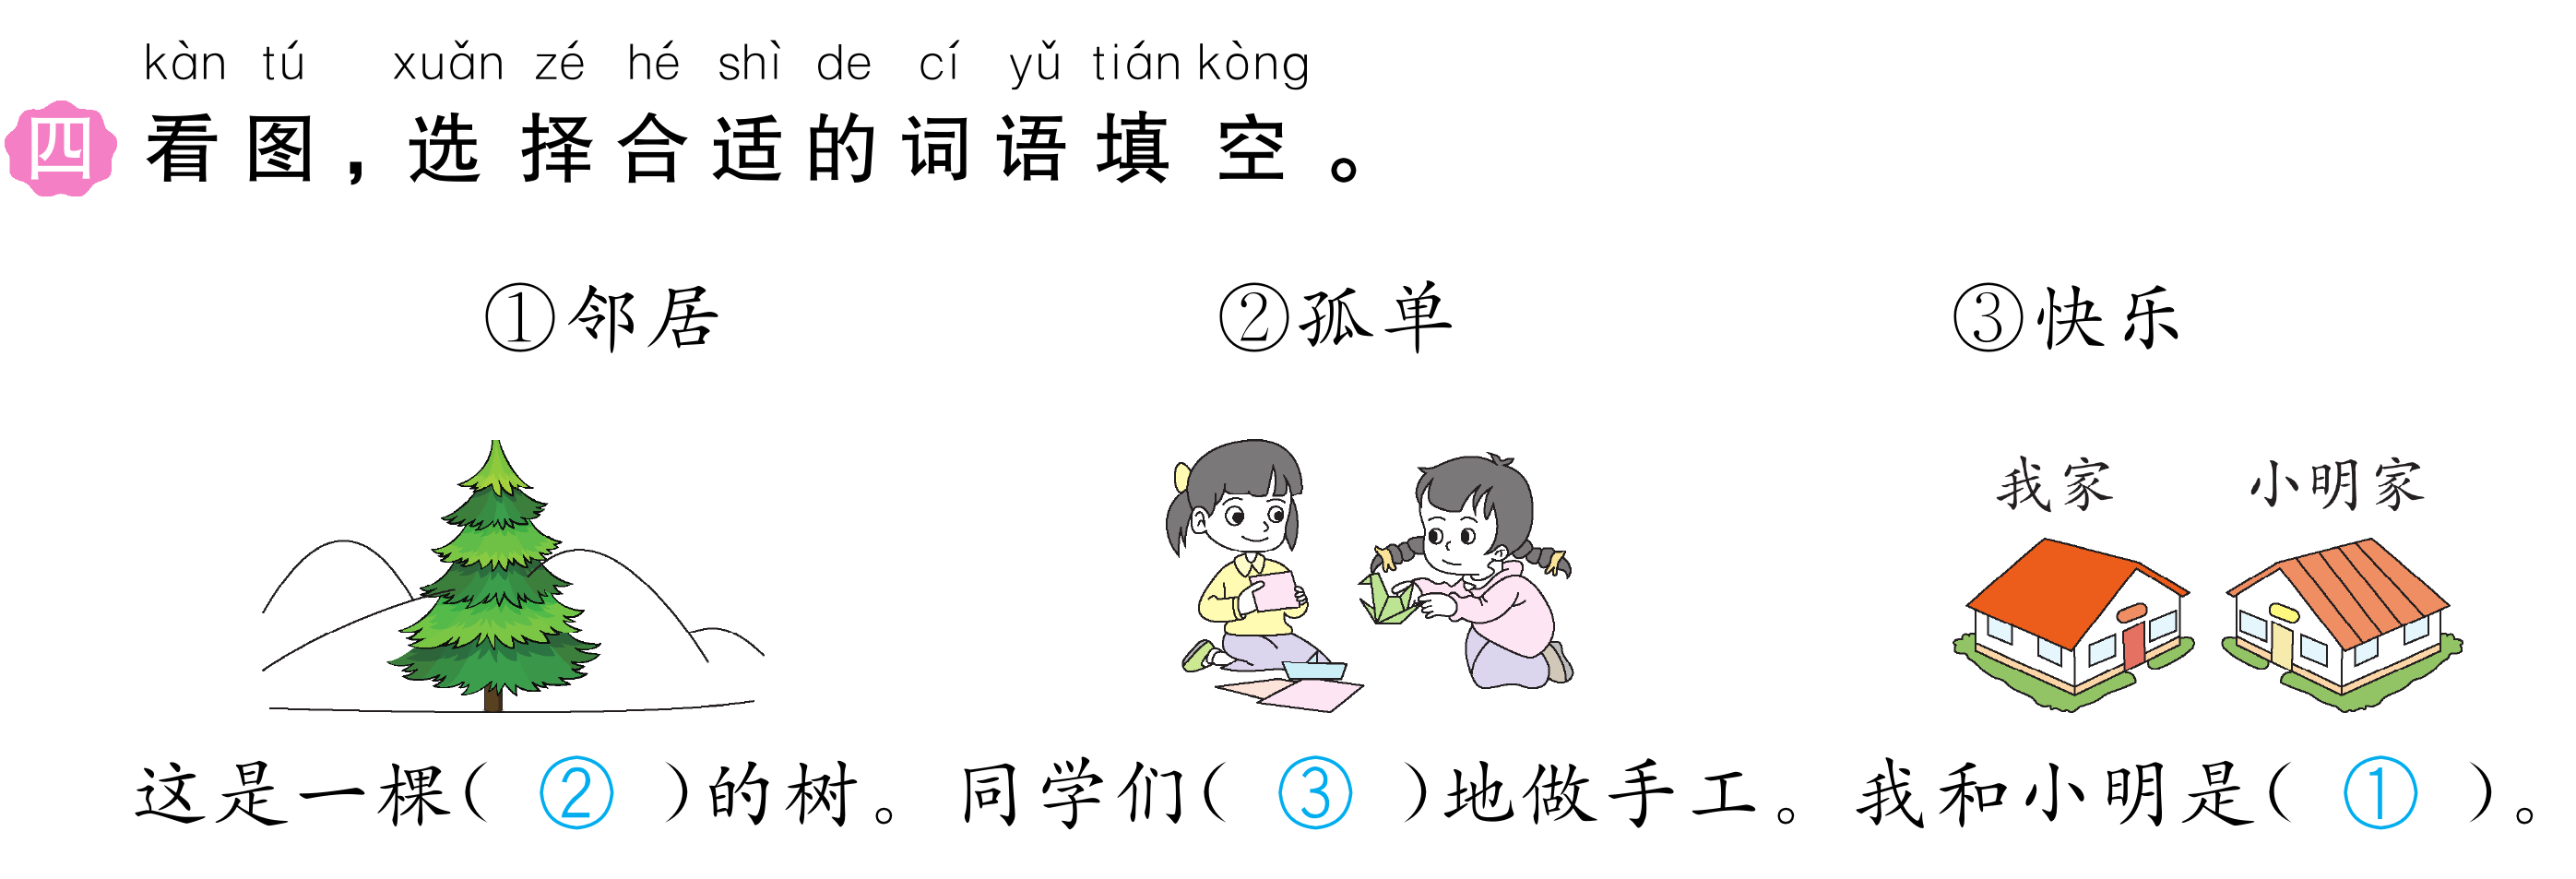 kàn tú xuǎn zé hé shì de cí yǔ tián kòng
四 看图，选择合适的词语填空。
①邻居 ②孤单 ③快乐
我家 小明家
这是一棵( ② )的树。 同学们( ③ )地做手工。 我和小明是( ① )。